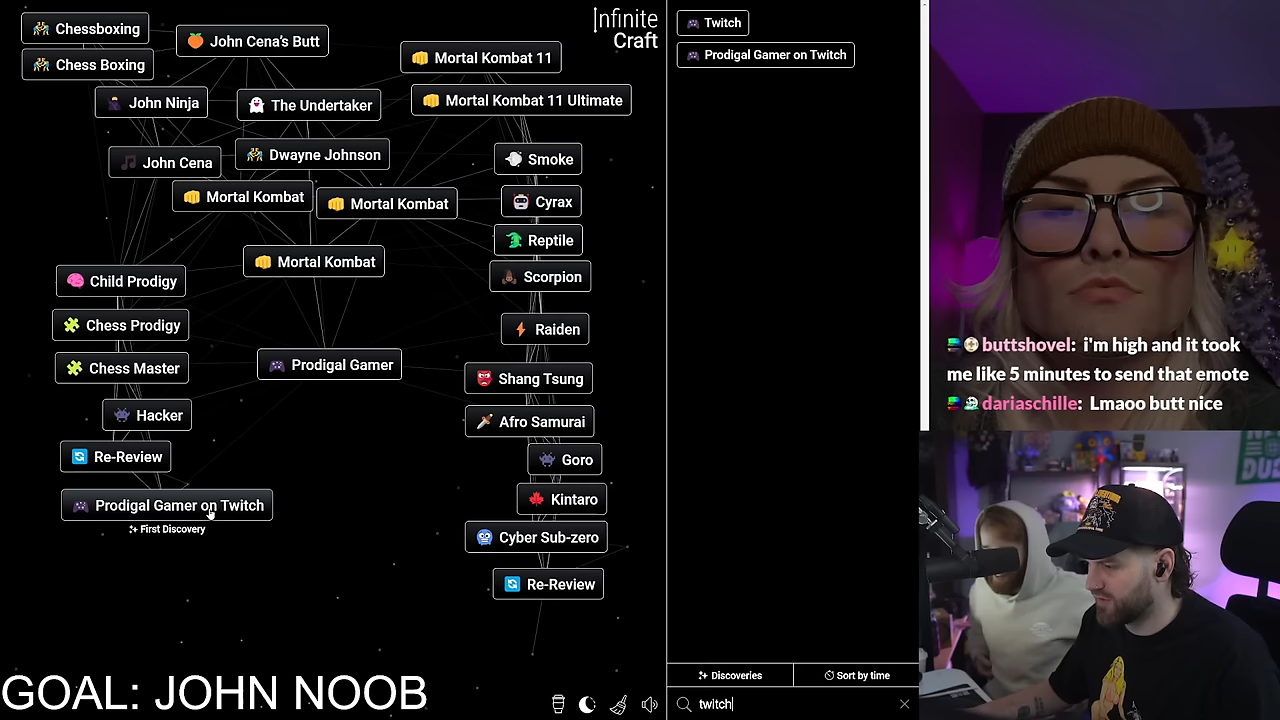 Infinite
Craft
Chessboxing
Chess Boxing
John Cena's Butt
Mortal Kombat 11
Mortal Kombat 11 Ultimate
John Ninja
The Undertaker
John Cena
Dwayne Johnson
Smoke
Mortal Kombat
Mortal Kombat
Cyrax
Reptile
Mortal Kombat
Scorpion
Child Prodigy
Chess Prodigy
Raiden
Chess Master
Prodigal Gamer
Shang Tsung
Hacker
Afro Samurai
Re-Review
Goro
Prodigal Gamer on Twitch
First Discovery
Kintaro
Cyber Sub-zero
Re-Review
GOAL: JOHN NOOB
Twitch
Prodigal Gamer on Twitch
Discoveries
Sort by time
twitch
buttshovel: i'm high and it took
me like 5 minutes to send that emote
dariaschille: Lmaoo butt nice